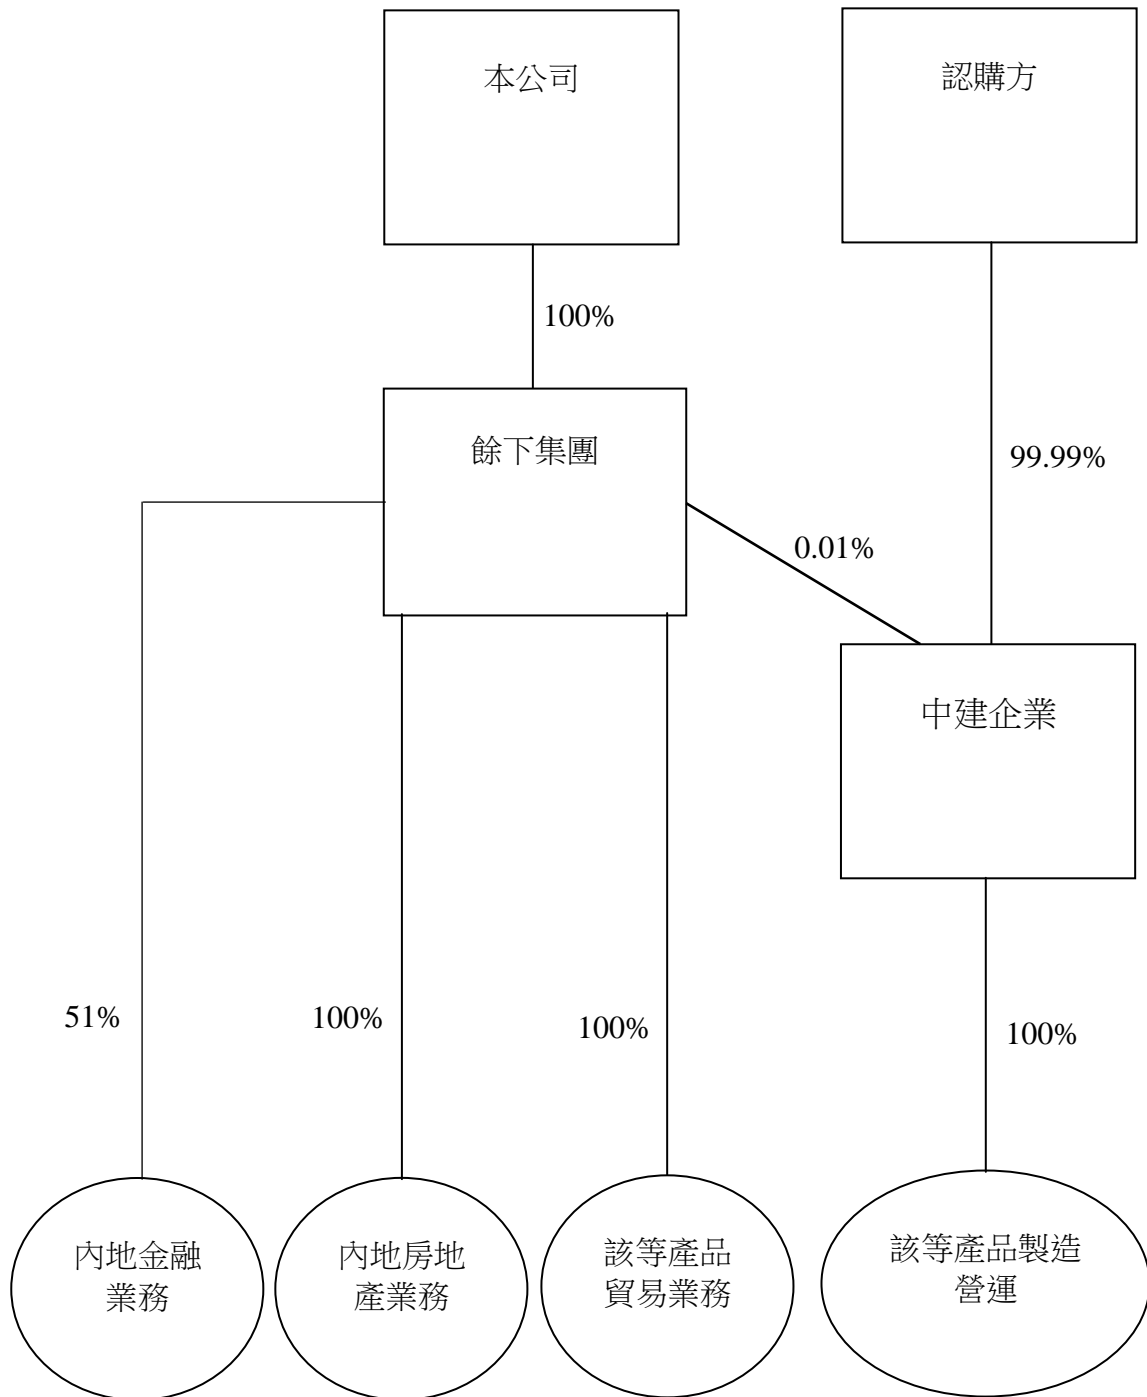 本公司
認購方
100%
餘下集團
99.99%
0.01%
中建企業
51%
100%
100%
100%
內地金融
業務
內地房地
產業務
該等產品
貿易業務
該等產品製造
營運